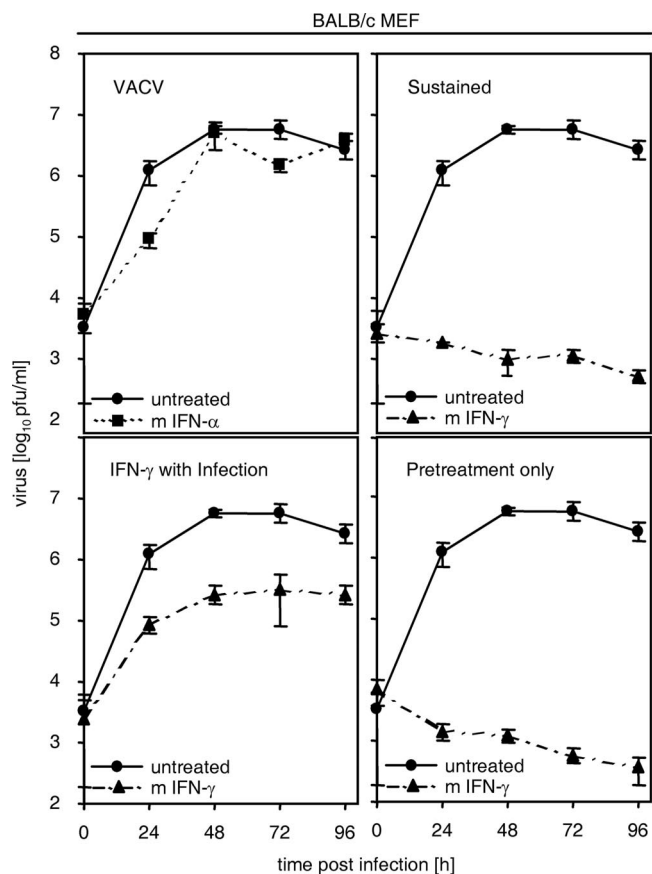 BALB/c MEF
virus [log10 pfu/ml]
8
7
6
5
4
3
2
VACV
untreated
m IFN-α
Sustained
untreated
m IFN-γ
7
6
5
4
3
2
IFN-γ with Infection
untreated
m IFN-γ
Pretreatment only
untreated
m IFN-γ
0 24 48 72 96 0 24 48 72 96
time post infection [h]